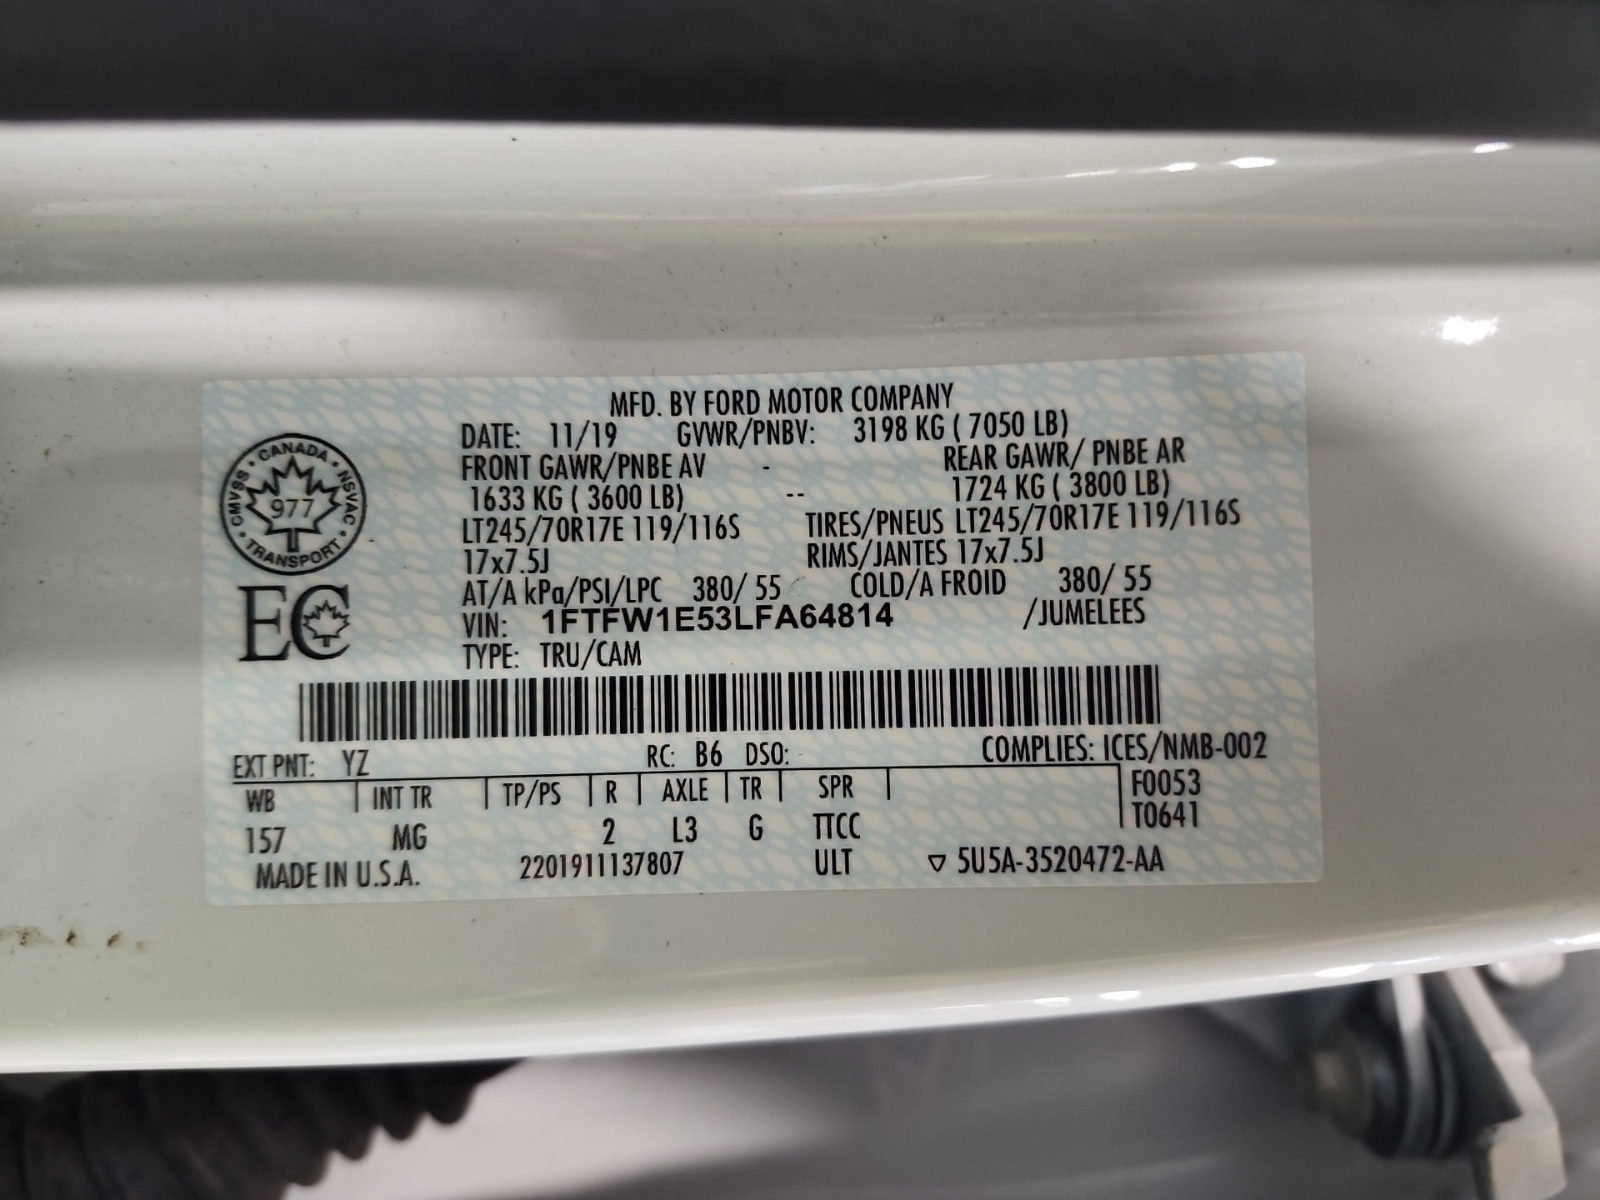 MFD. BY FORD MOTOR COMPANY
DATE: 11/19 GVWR/PNBV: 3198 KG ( 7050 LB)
FRONT GAWR/PNBE AV - REAR GAWR/ PNBE AR
1633 KG ( 3600 LB) -- 1724 KG ( 3800 LB)
LT245/70R17E 119/116S TIRES/PNEUS LT245/70R17E 119/116S
17x7.5J RIMS/JANTES 17x7.5J
AT/A kPa/PSI/LPC 380/ 55 COLD/A FROID 380/ 55
VIN: 1FTFW1E53LFA64814 /JUMELEES
TYPE: TRU/CAM
CANADA
CMVSS • NSVAC
977
TRANSPORT
EC
EXT PNT: YZ RC: B6 DSO: COMPLIES: ICES/NMB-002
WB INT TR TP/PS R AXLE TR SPR F0053
T0641
157 MG 2 L3 G TTCC
MADE IN U.S.A. 2201911137807 ULT ▽ 5U5A-3520472-AA